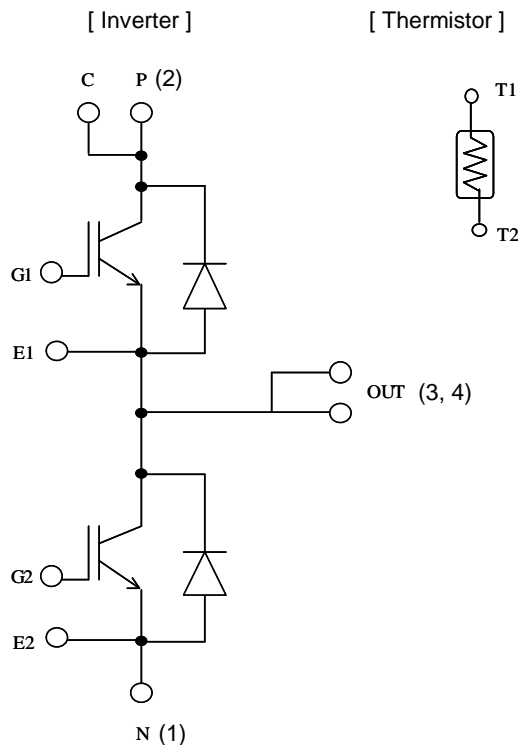 [ Inverter ] [ Thermistor ]
C P (2)
T1
T2
G1
E1
OUT (3, 4)
G2
E2
N (1)